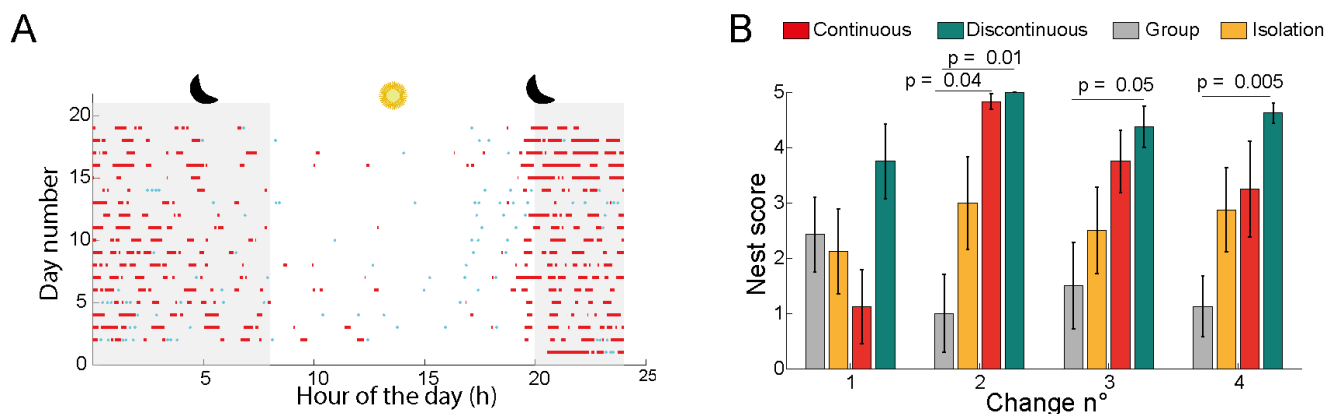 A
20
15
10
5
0
Day number
5
10
15
20
25
Hour of the day (h)
B
Continuous Discontinuous Group Isolation
p = 0.01
p = 0.04
p = 0.05
p = 0.005
5
4
3
2
1
0
Nest score
1
2
3
4
Change n°